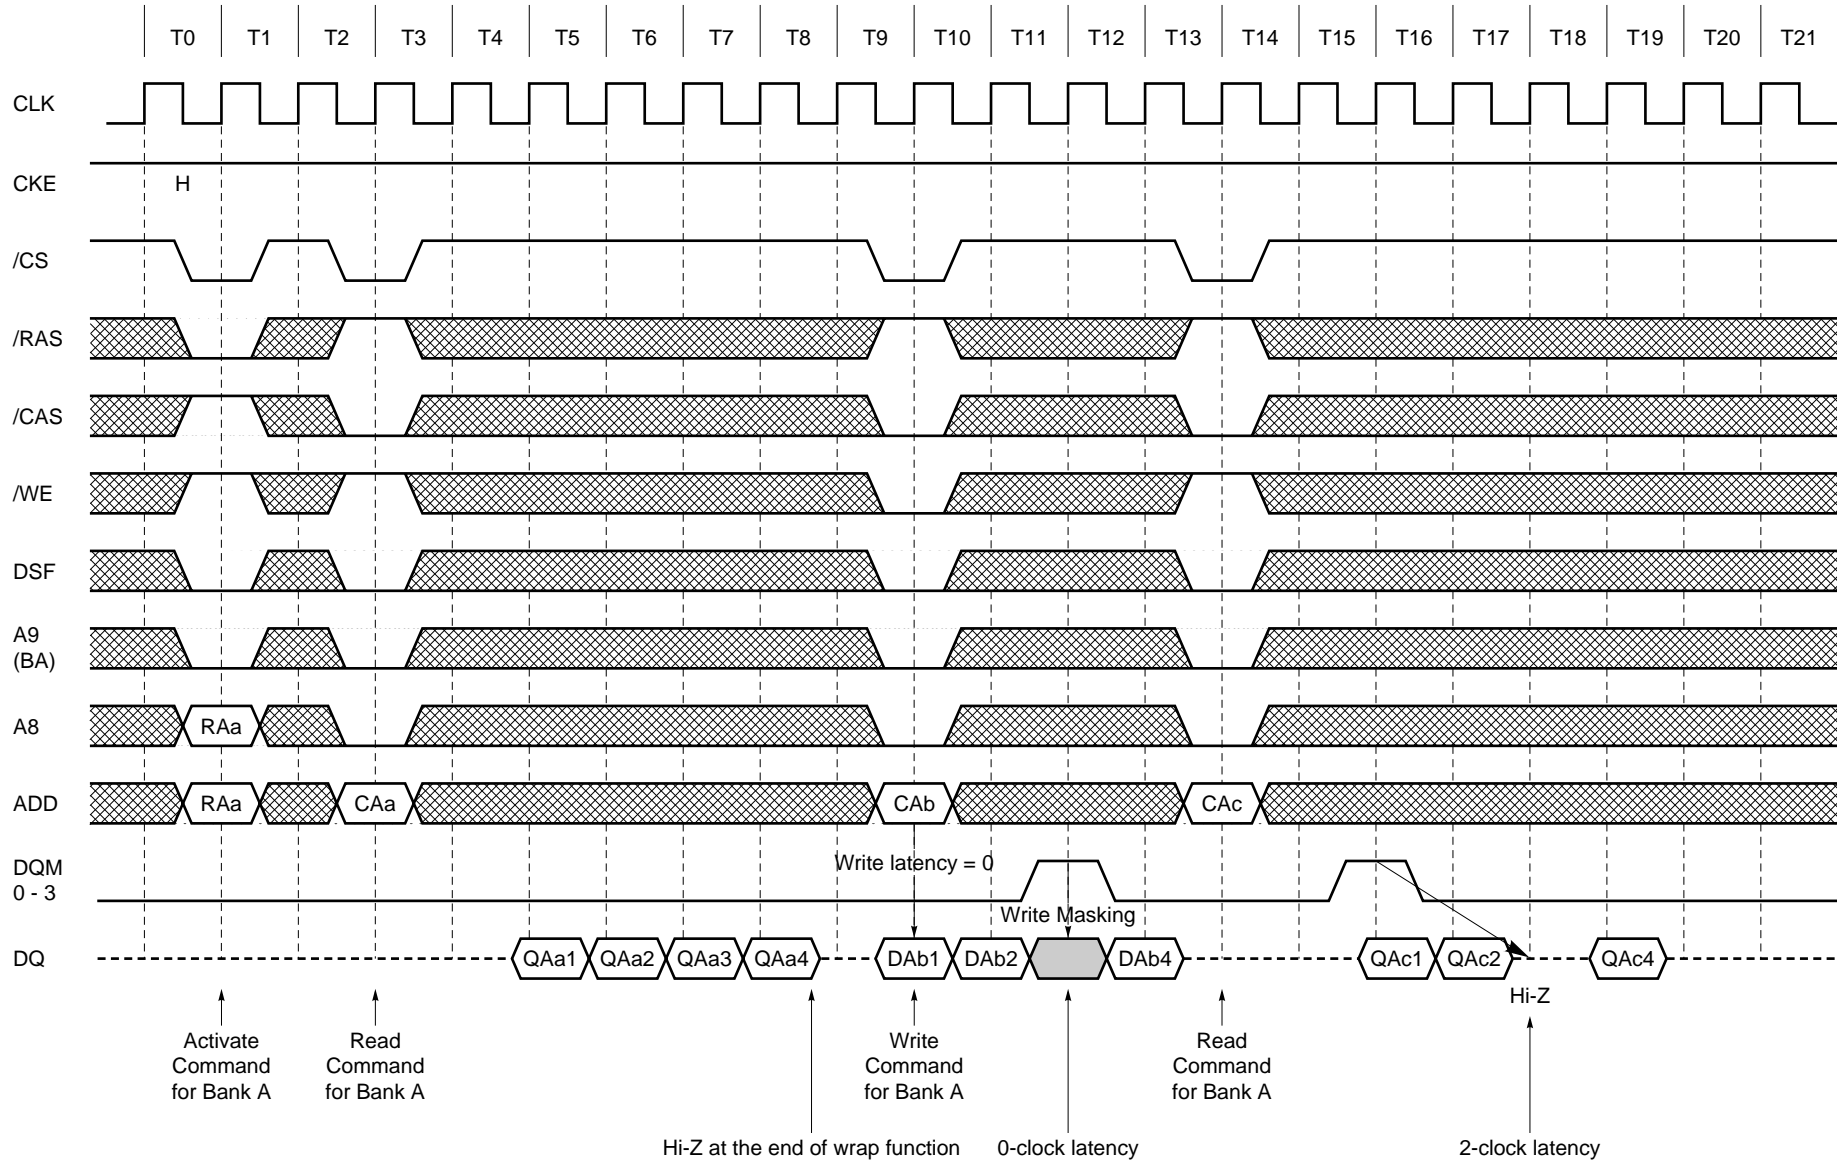 T0 T1 T2 T3 T4 T5 T6 T7 T8 T9 T10 T11 T12 T13 T14 T15 T16 T17 T18 T19 T20 T21
CLK
CKE H
/CS
/RAS
/CAS
/WE
DSF
A9
(BA)
A8 RAa
ADD RAa CAa CAb CAc
DQM
0 - 3
Write latency = 0
Write Masking
DQ QAa1 QAa2 QAa3 QAa4 DAb1 DAb2 DAb4 QAc1 QAc2 QAc4
Hi-Z
Activate
Command
for Bank A
Read
Command
for Bank A
Write
Command
for Bank A
Read
Command
for Bank A
Hi-Z at the end of wrap function
0-clock latency
2-clock latency